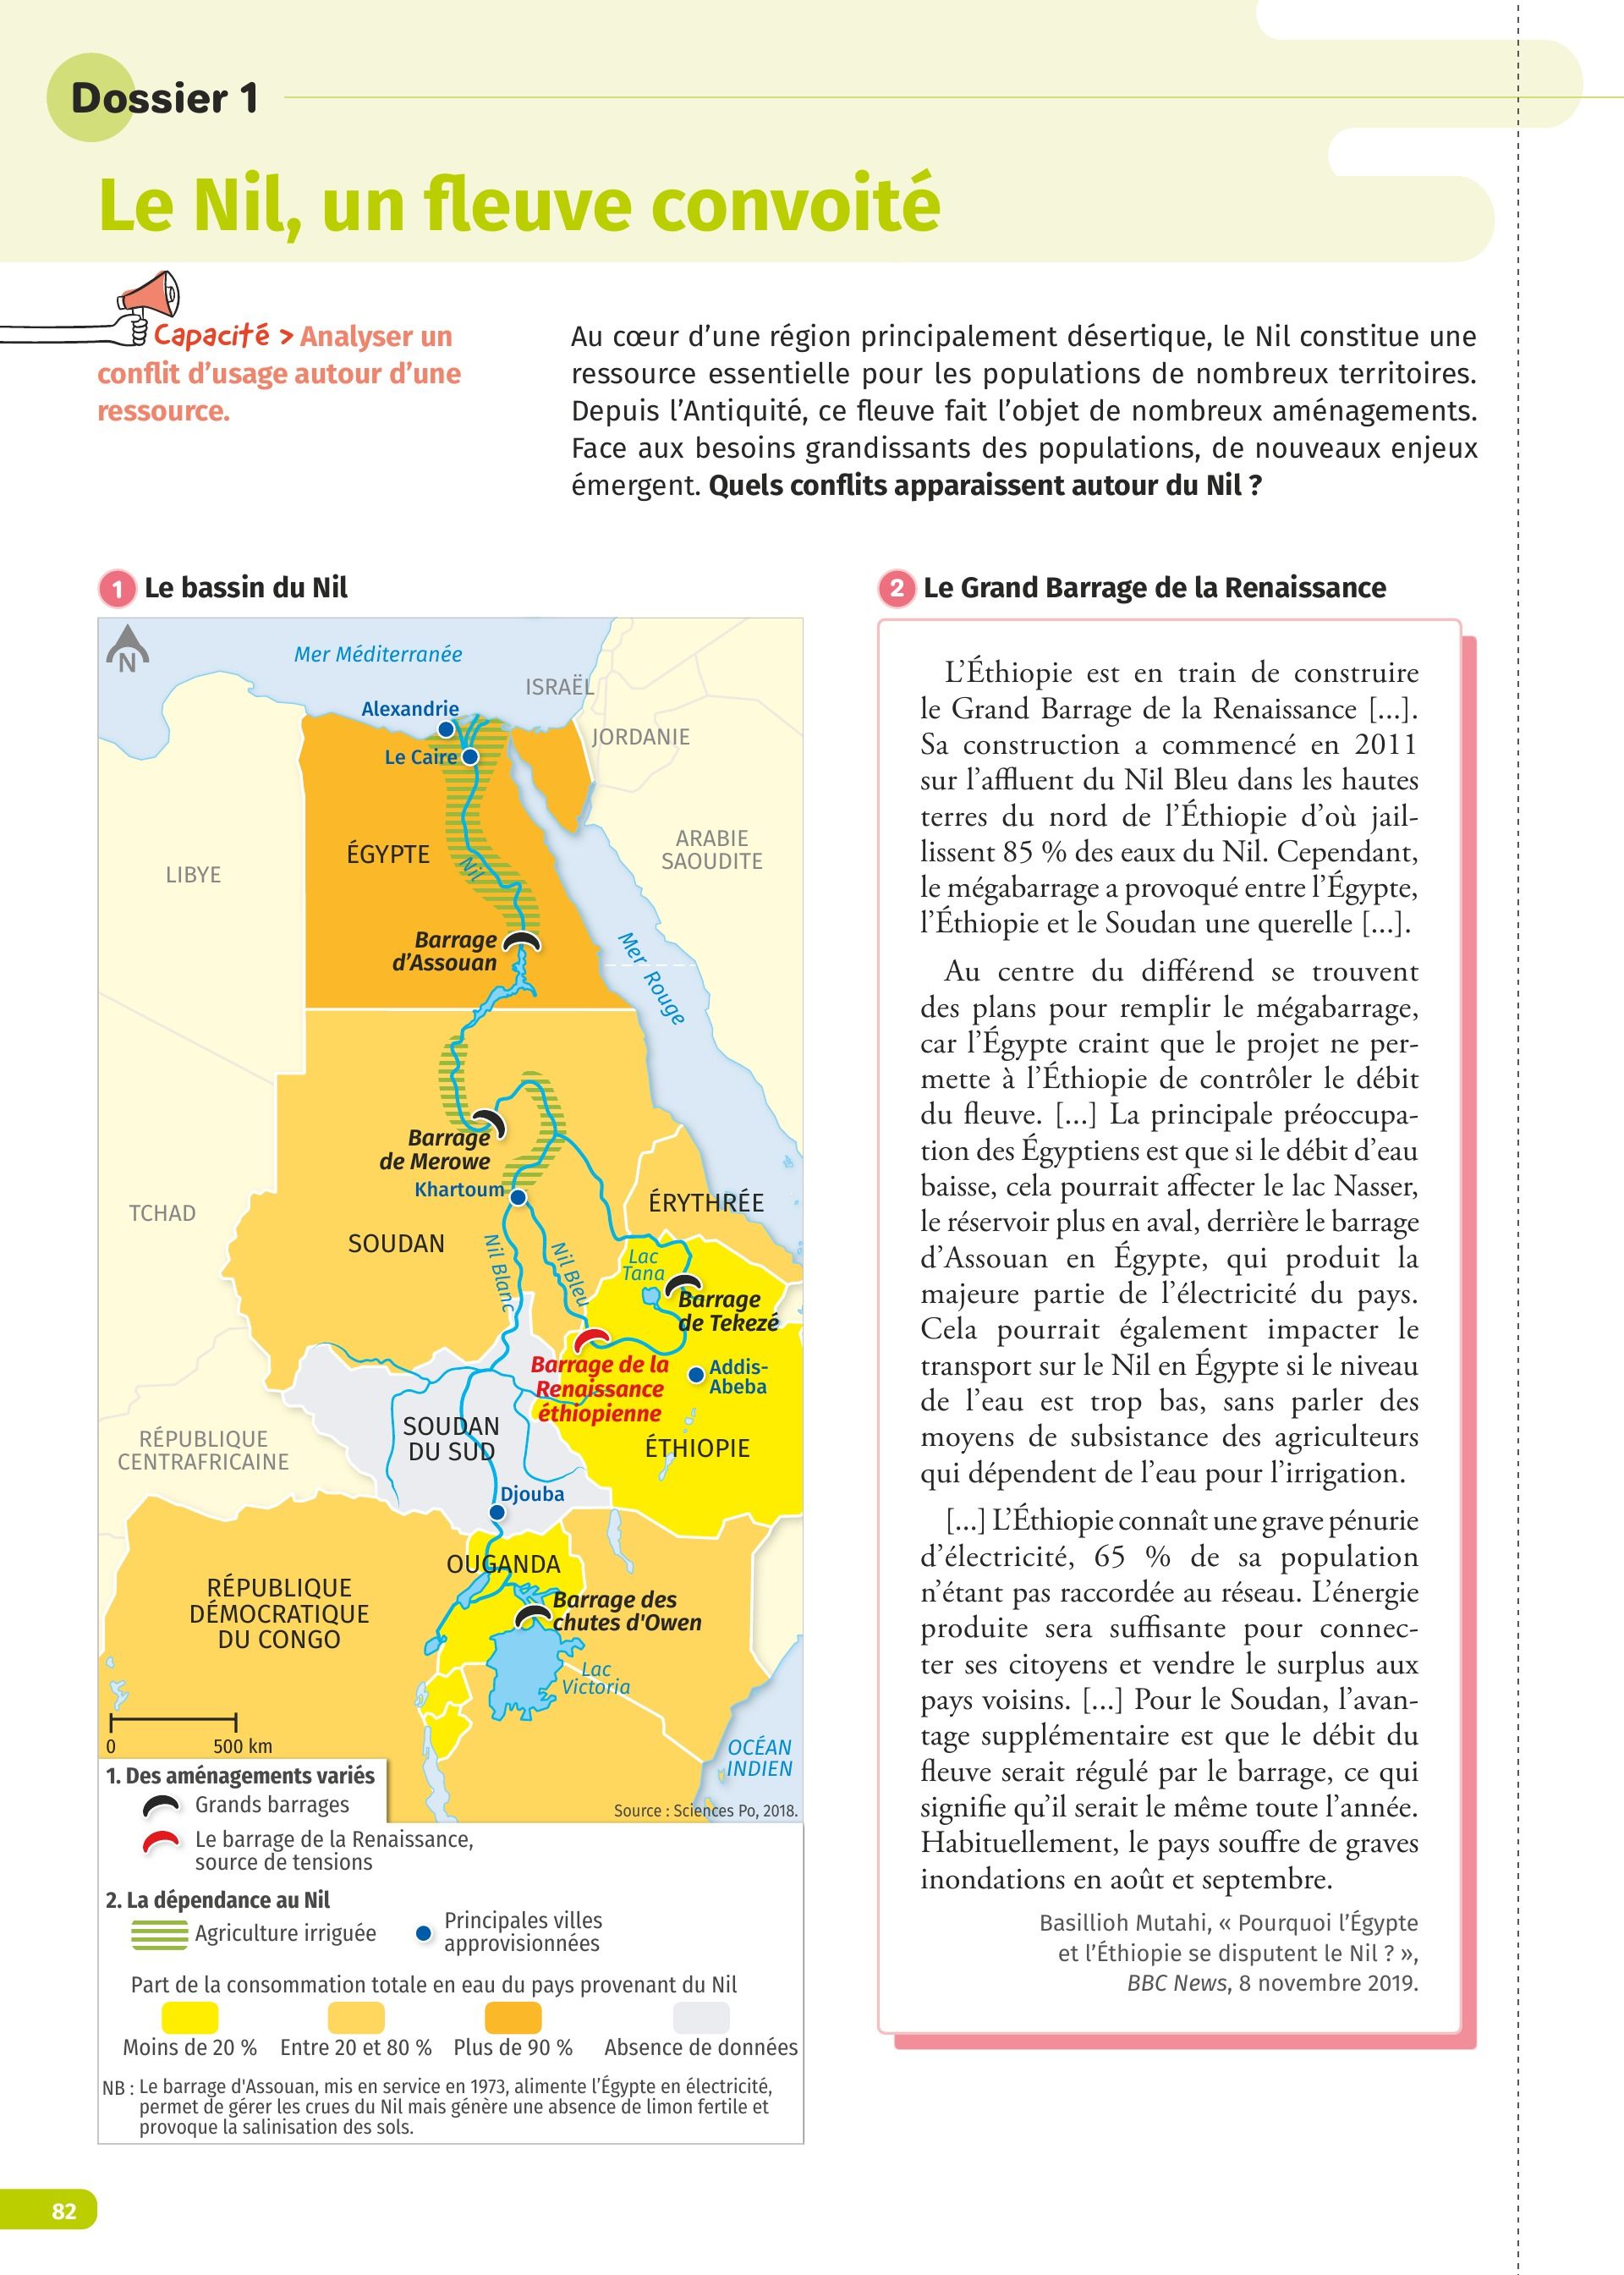 Dossier 1
Le Nil, un fleuve convoité
Capacité > Analyser un
conflit d’usage autour d’une
ressource.
Au cœur d’une région principalement désertique, le Nil constitue une
ressource essentielle pour les populations de nombreux territoires.
Depuis l’Antiquité, ce fleuve fait l’objet de nombreux aménagements.
Face aux besoins grandissants des populations, de nouveaux enjeux
émergent. Quels conflits apparaissent autour du Nil ?
1 Le bassin du Nil
N
Mer Méditerranée
ISRAËL
Alexandrie
JORDANIE
Le Caire
ARABIE
SAOUDITE
ÉGYPTE
Nil
LIBYE
Barrage
d’Assouan
Mer Rouge
Barrage
de Merowe
Khartoum
ÉRYTHRÉE
TCHAD
SOUDAN
Nil Blanc
Nil Bleu
Lac
Tana
Barrage
de Tekezé
Barrage de la
Renaissance
éthiopienne
Addis-
Abeba
SOUDAN
DU SUD
ÉTHIOPIE
RÉPUBLIQUE
CENTRAFRICAINE
Djouba
OUGANDA
RÉPUBLIQUE
DÉMOCRATIQUE
DU CONGO
Barrage des
chutes d'Owen
Lac
Victoria
0 500 km
OCÉAN
INDIEN
Source : Sciences Po, 2018.
1. Des aménagements variés
Grands barrages
Le barrage de la Renaissance,
source de tensions
2. La dépendance au Nil
Agriculture irriguée
Principales villes
approvisionnées
Part de la consommation totale en eau du pays provenant du Nil
Moins de 20 % Entre 20 et 80 % Plus de 90 % Absence de données
NB : Le barrage d'Assouan, mis en service en 1973, alimente l’Égypte en électricité,
permet de gérer les crues du Nil mais génère une absence de limon fertile et
provoque la salinisation des sols.
2 Le Grand Barrage de la Renaissance
L’Éthiopie est en train de construire
le Grand Barrage de la Renaissance [...].
Sa construction a commencé en 2011
sur l’affluent du Nil Bleu dans les hautes
terres du nord de l’Éthiopie d’où jail-
lissent 85 % des eaux du Nil. Cependant,
le mégabarrage a provoqué entre l’Égypte,
l’Éthiopie et le Soudan une querelle [...].
Au centre du différend se trouvent
des plans pour remplir le mégabarrage,
car l’Égypte craint que le projet ne per-
mette à l’Éthiopie de contrôler le débit
du fleuve. [...] La principale préoccupa-
tion des Égyptiens est que si le débit d’eau
baisse, cela pourrait affecter le lac Nasser,
le réservoir plus en aval, derrière le barrage
d’Assouan en Égypte, qui produit la
majeure partie de l’électricité du pays.
Cela pourrait également impacter le
transport sur le Nil en Égypte si le niveau
de l’eau est trop bas, sans parler des
moyens de subsistance des agriculteurs
qui dépendent de l’eau pour l’irrigation.
[...] L’Éthiopie connaît une grave pénurie
d’électricité, 65 % de sa population
n’étant pas raccordée au réseau. L’énergie
produite sera suffisante pour connec-
ter ses citoyens et vendre le surplus aux
pays voisins. [...] Pour le Soudan, l’avan-
tage supplémentaire est que le débit du
fleuve serait régulé par le barrage, ce qui
signifie qu’il serait le même toute l’année.
Habituellement, le pays souffre de graves
inondations en août et septembre.
Basillioh Mutahi, « Pourquoi l’Égypte
et l’Éthiopie se disputent le Nil ? »,
BBC News, 8 novembre 2019.
82